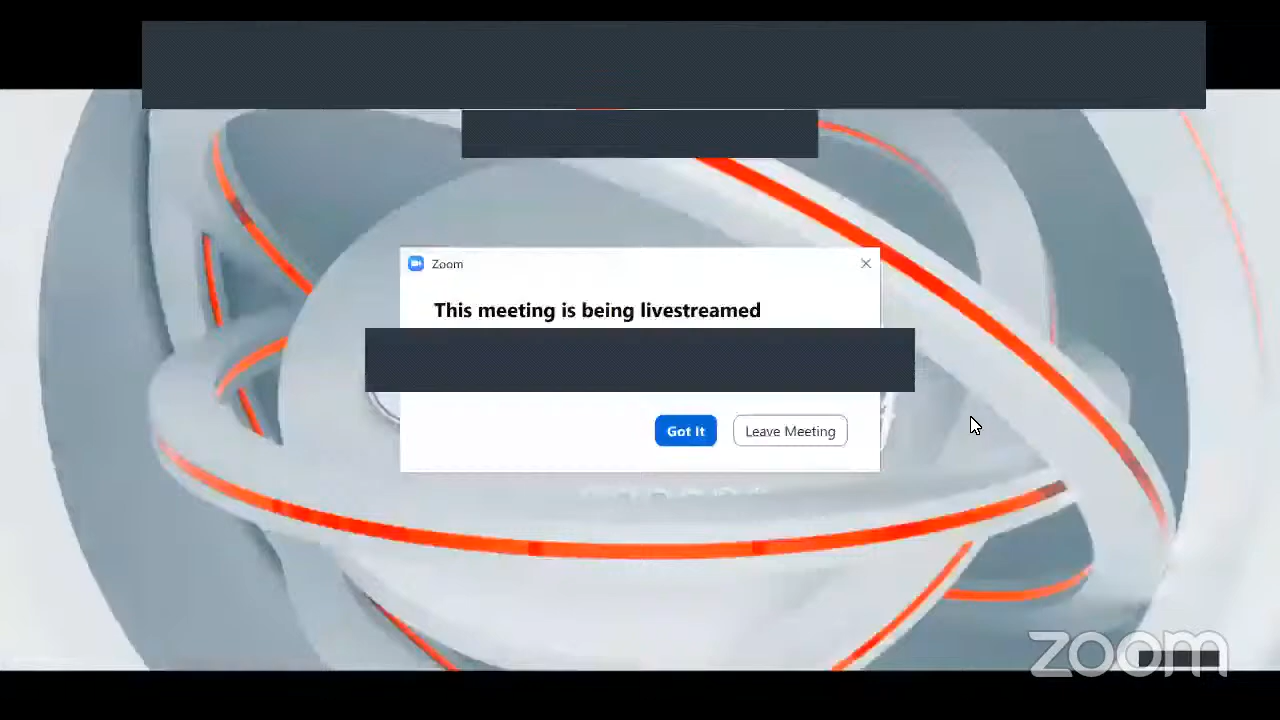 Zoom
This meeting is being livestreamed
Got It
Leave Meeting
zoom